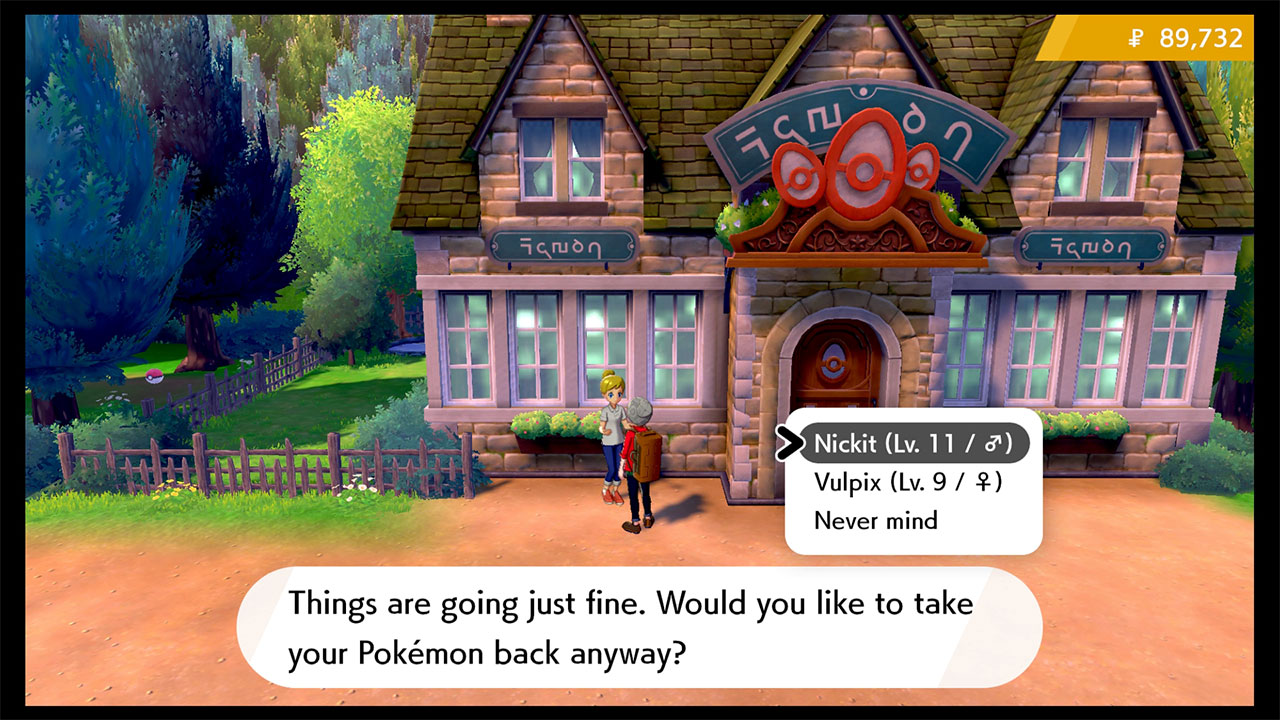 ₽ 89,732
Nickit (Lv. 11 / ♂)
Vulpix (Lv. 9 / ♀)
Never mind
Things are going just fine. Would you like to take
your Pokémon back anyway?